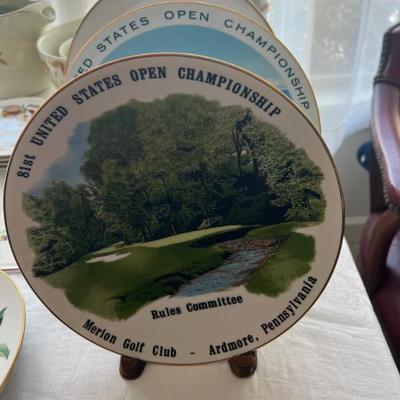 STATES OPEN CHAMPIONSHIP
81st UNITED STATES OPEN CHAMPIONSHIP
Rules Committee
Merion Golf Club - Ardmore, Pennsylvania